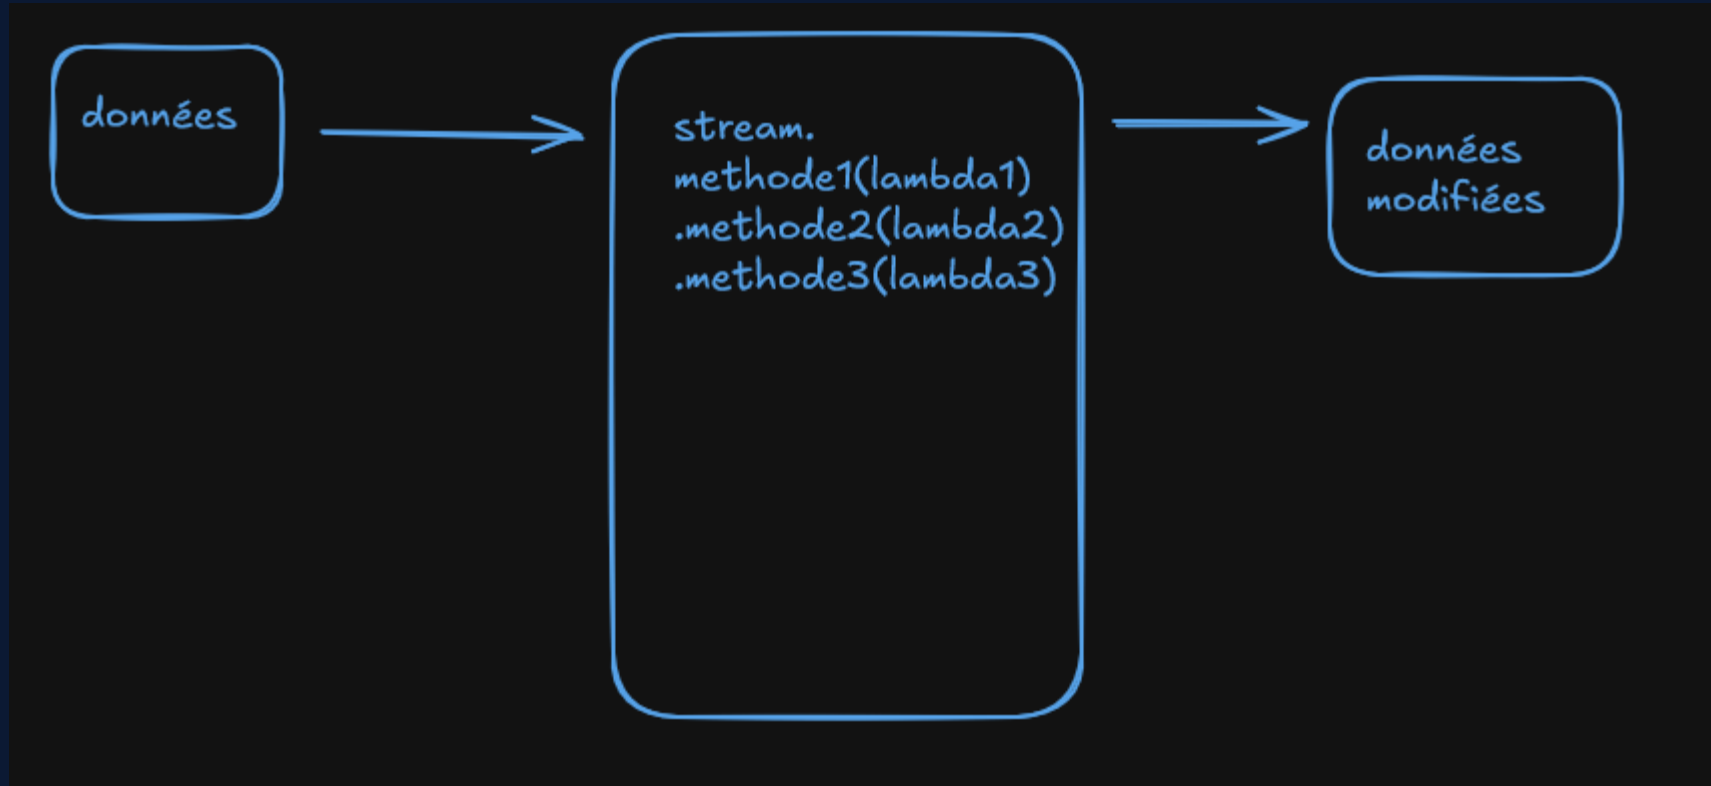 données
stream.
methode1(lambda1)
.methode2(lambda2)
.methode3(lambda3)
données
modifiées